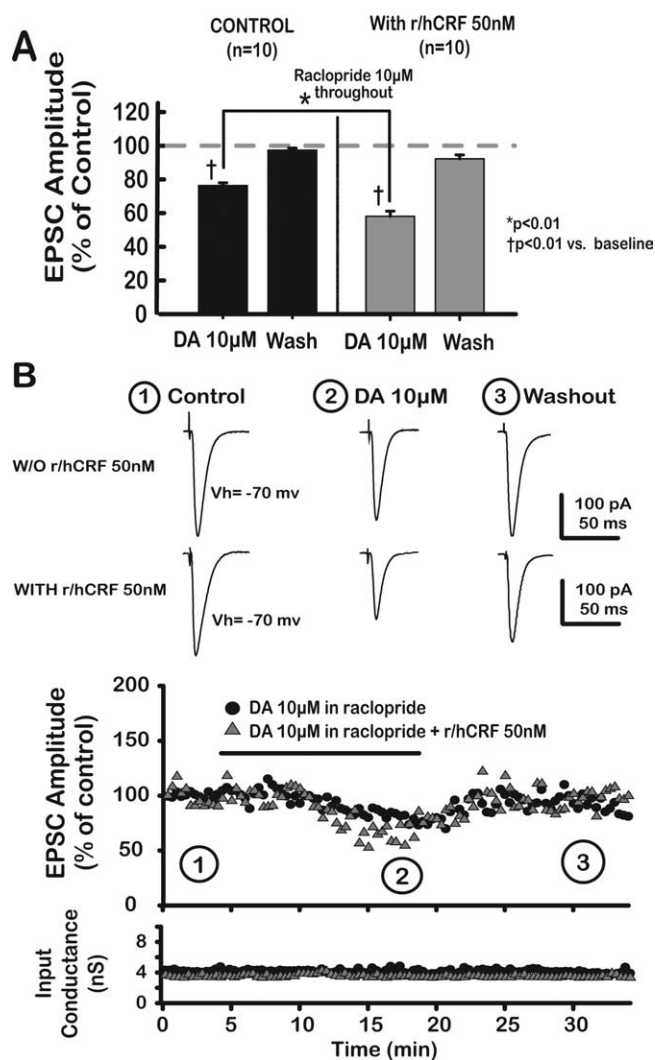 A
CONTROL
(n=10)
With r/hCRF 50nM
(n=10)
Raclopride 10µM
throughout
*
EPSC Amplitude
(% of Control)
120
100
80
60
40
20
0
†
†
*p<0.01
†p<0.01 vs. baseline
DA 10µM Wash DA 10µM Wash
B
1 Control 2 DA 10µM 3 Washout
W/O r/hCRF 50nM
Vh= -70 mv
100 pA
50 ms
WITH r/hCRF 50nM
Vh= -70 mv
100 pA
50 ms
EPSC Amplitude
(% of control)
200
150
100
50
0
DA 10µM in raclopride
DA 10µM in raclopride + r/hCRF 50nM
1 2 3
Input
Conductance
(nS)
8
4
0
0 5 10 15 20 25 30
Time (min)